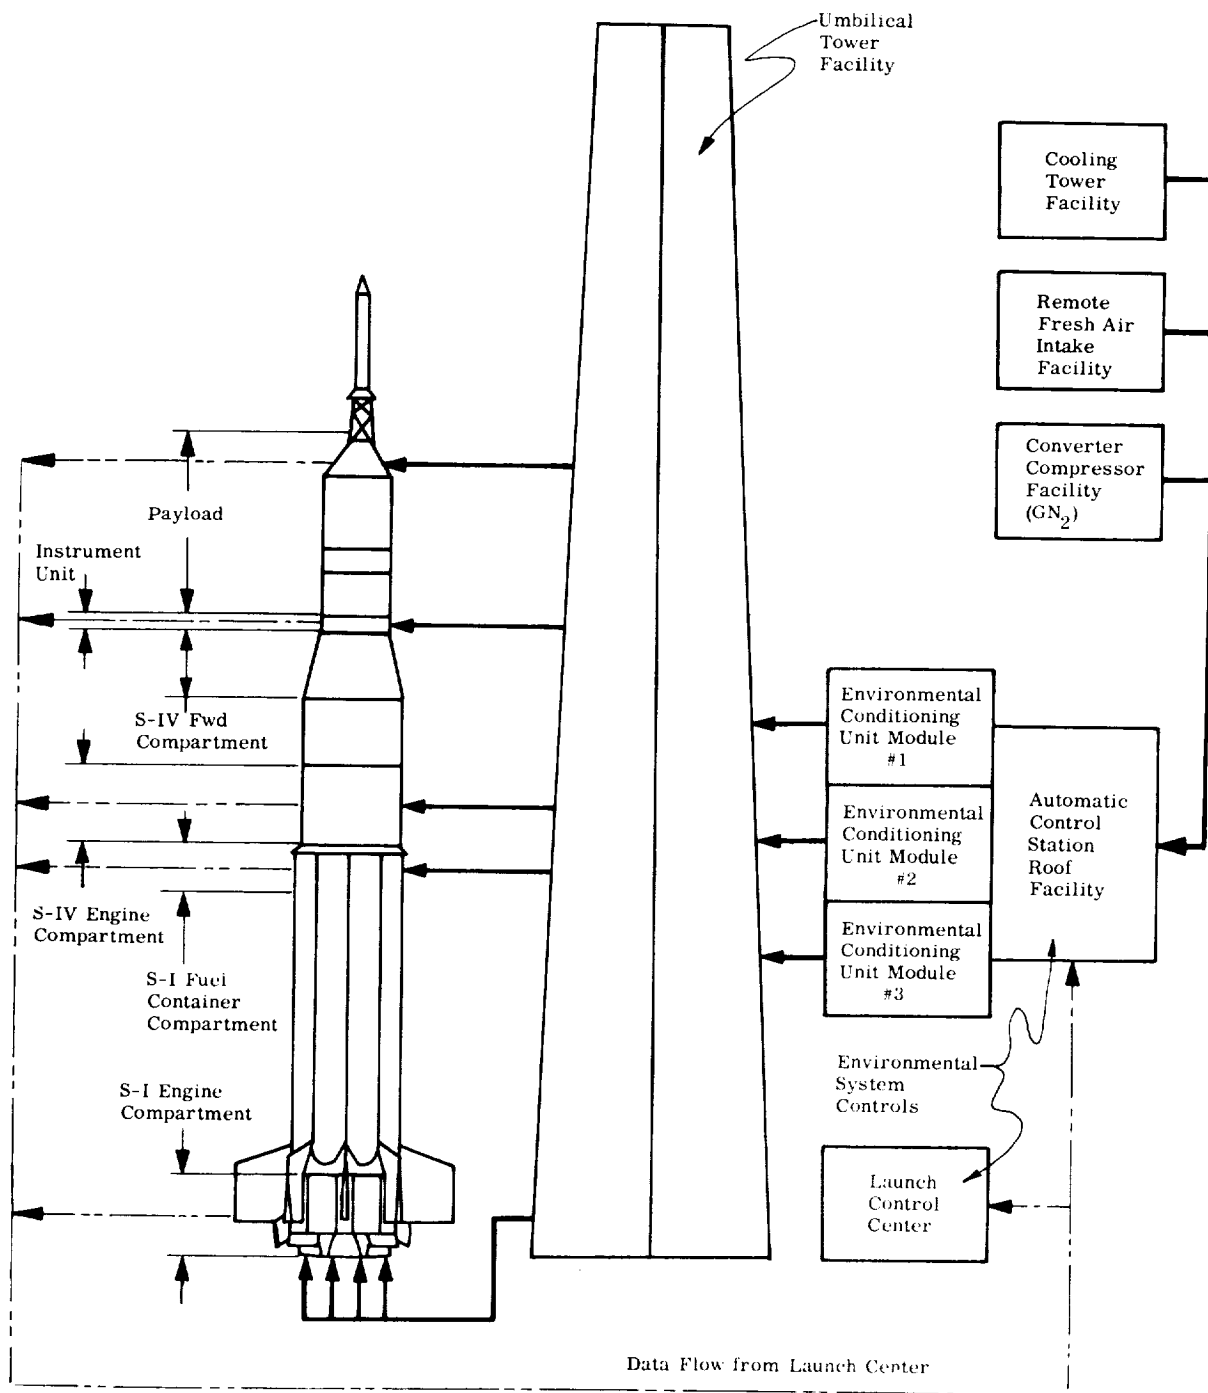 Umbilical
Tower
Facility
Cooling
Tower
Facility
Remote
Fresh Air
Intake
Facility
Converter
Compressor
Facility
(GN2)
Payload
Instrument
Unit
S-IV Fwd
Compartment
S-IV Engine
Compartment
S-I Fuel
Container
Compartment
S-I Engine
Compartment
Environmental
Conditioning
Unit Module
#1
Environmental
Conditioning
Unit Module
#2
Environmental
Conditioning
Unit Module
#3
Automatic
Control
Station
Roof
Facility
Environmental
System
Controls
Launch
Control
Center
Data Flow from Launch Center